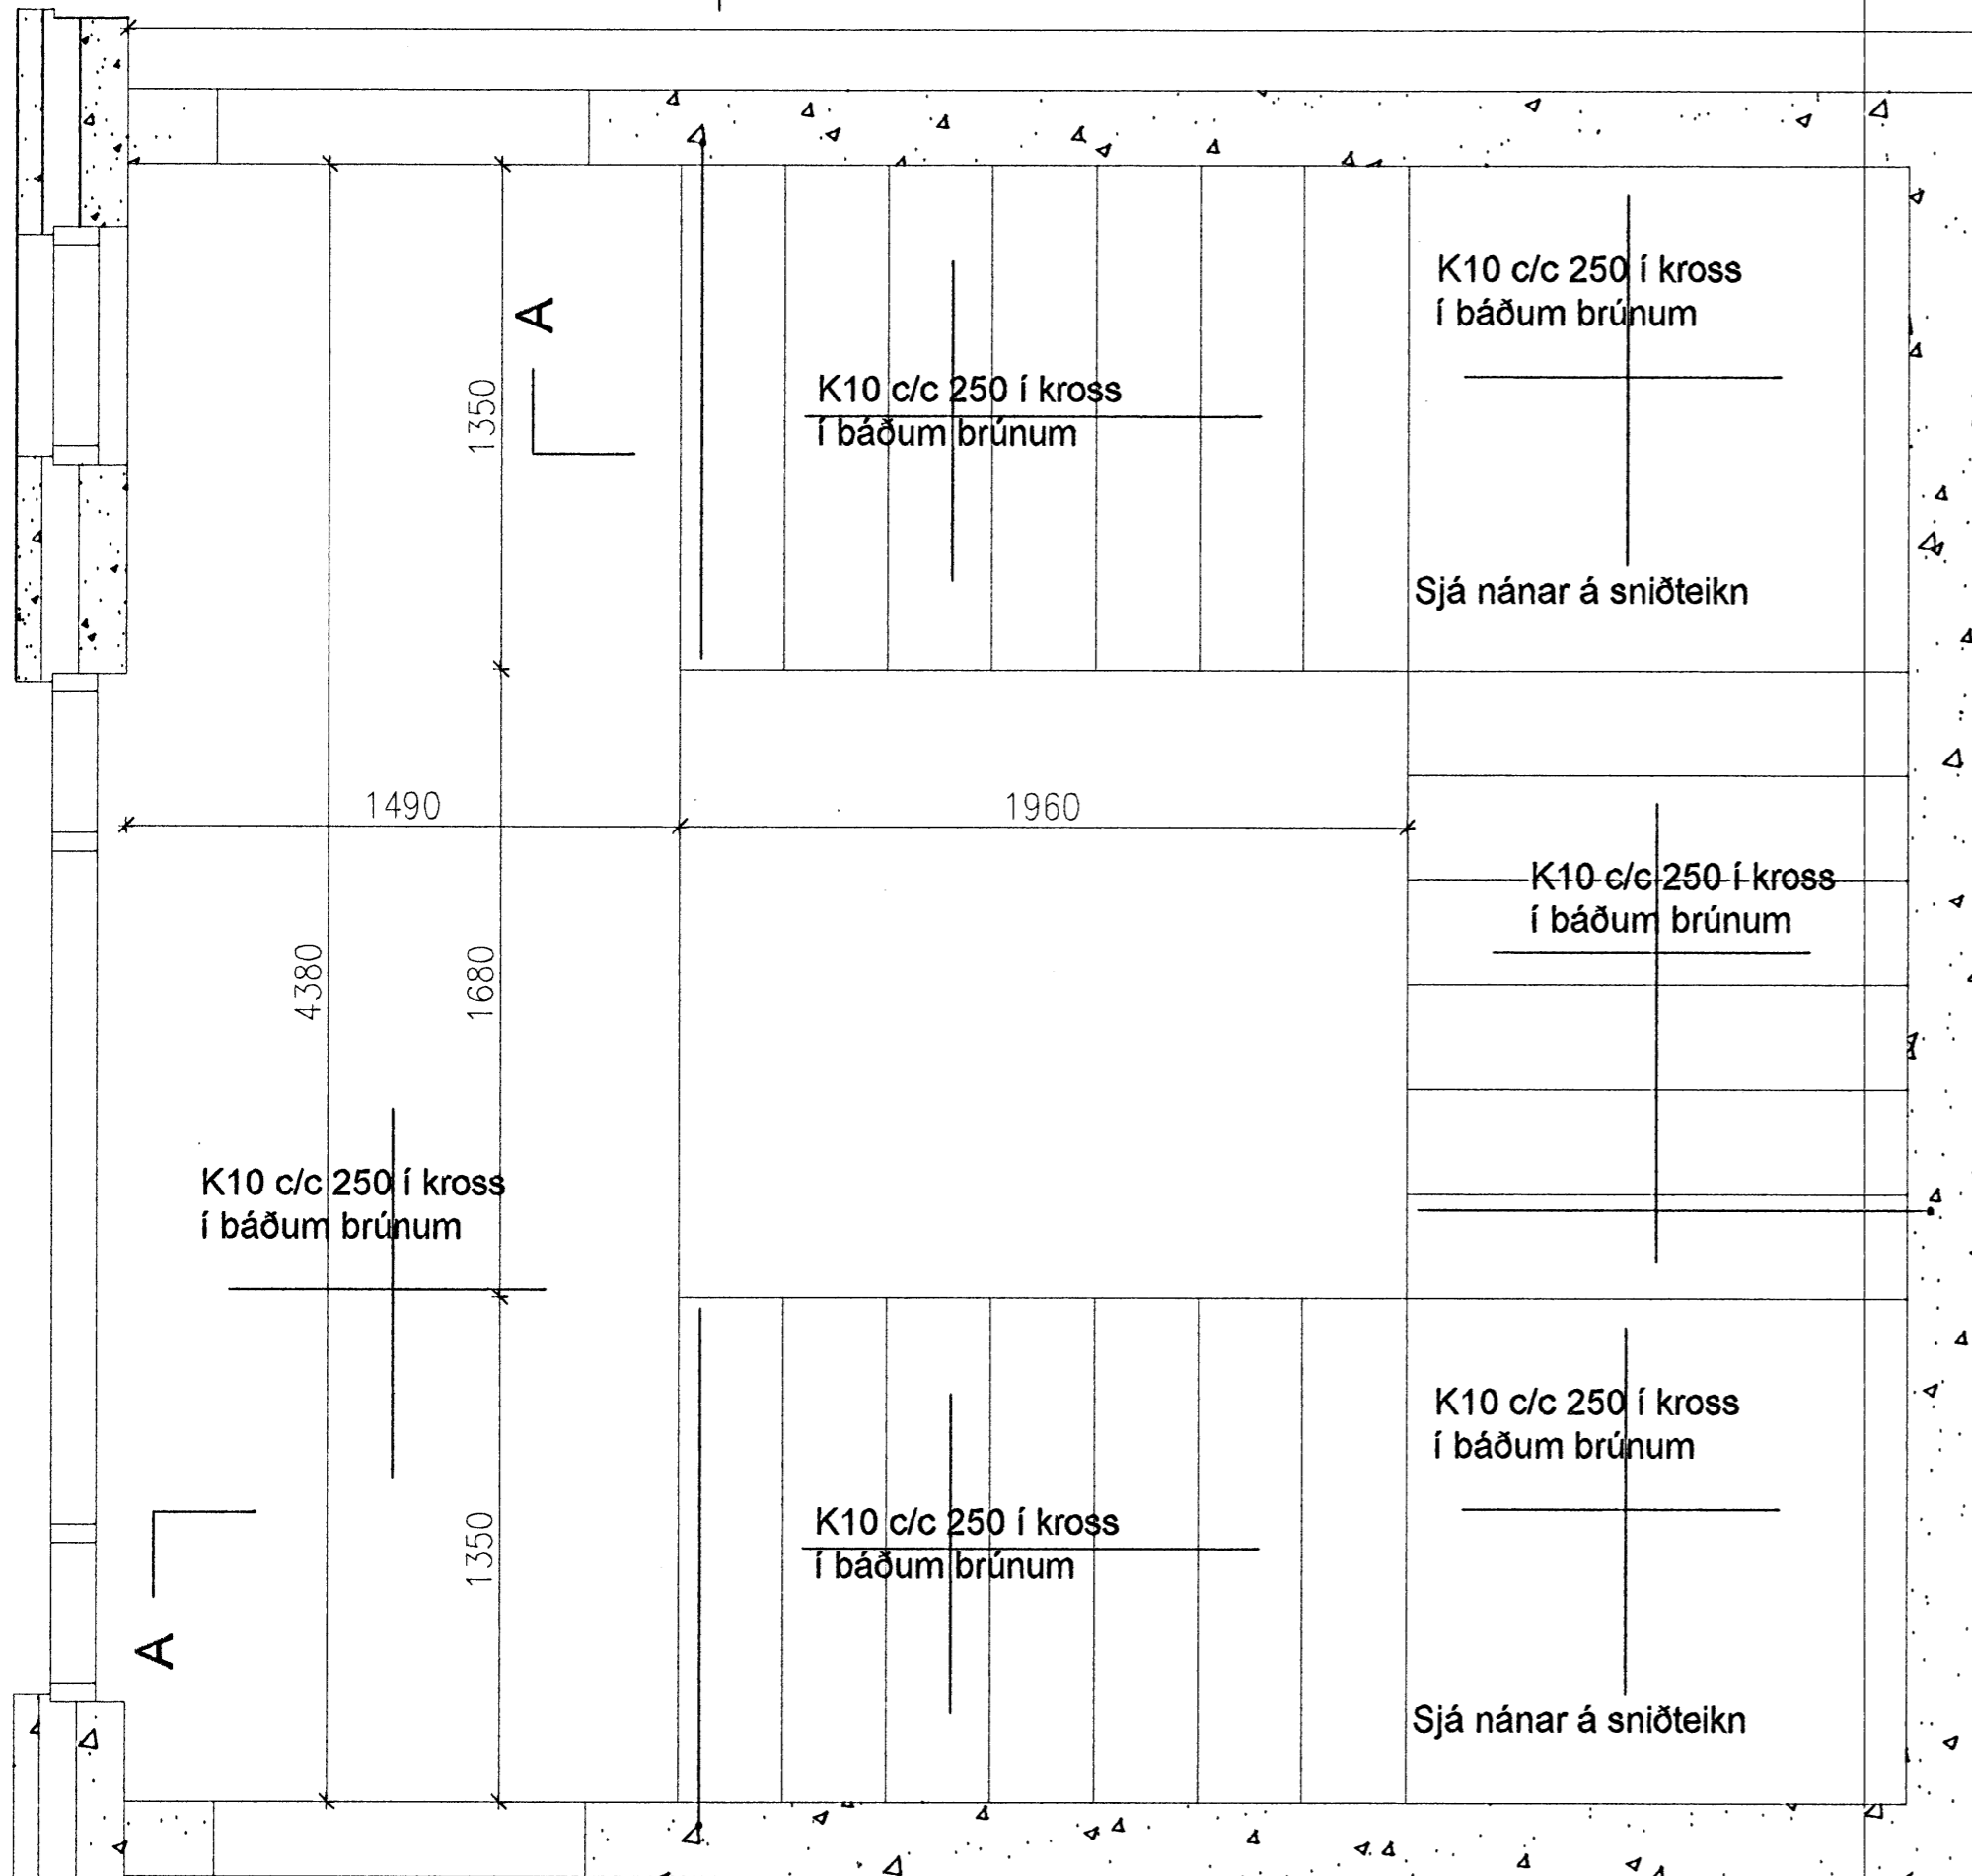 K10 c/c 250 í kross
í báðum brúnum
A
K10 c/c 250 í kross
í báðum brúnum
1350
Sjá nánar á sniðteikn
1490
1960
K10 c/c 250 í kross
í báðum brúnum
4380
1680
K10 c/c 250 í kross
í báðum brúnum
K10 c/c 250 í kross
í báðum brúnum
K10 c/c 250 í kross
í báðum brúnum
1350
A
Sjá nánar á sniðteikn